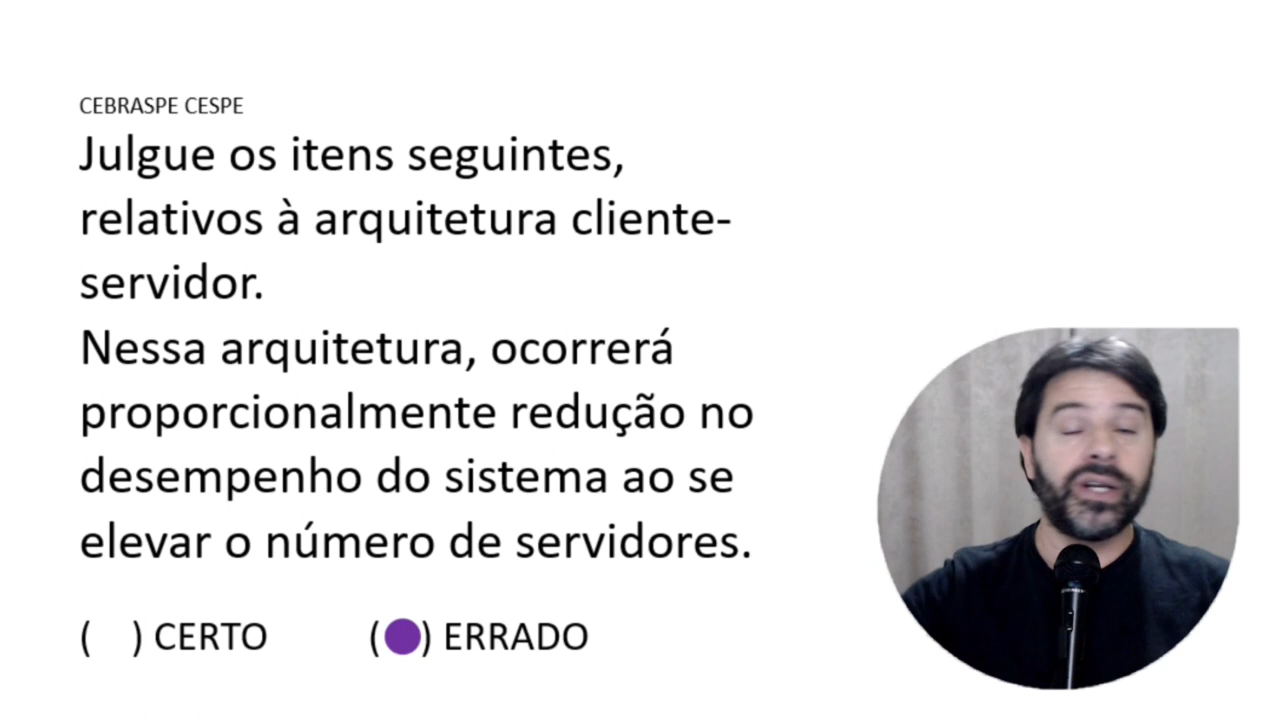 CEBRASPE CESPE
Julgue os itens seguintes,
relativos à arquitetura cliente-
servidor.
Nessa arquitetura, ocorrerá
proporcionalmente redução no
desempenho do sistema ao se
elevar o número de servidores.
( ) CERTO (●) ERRADO